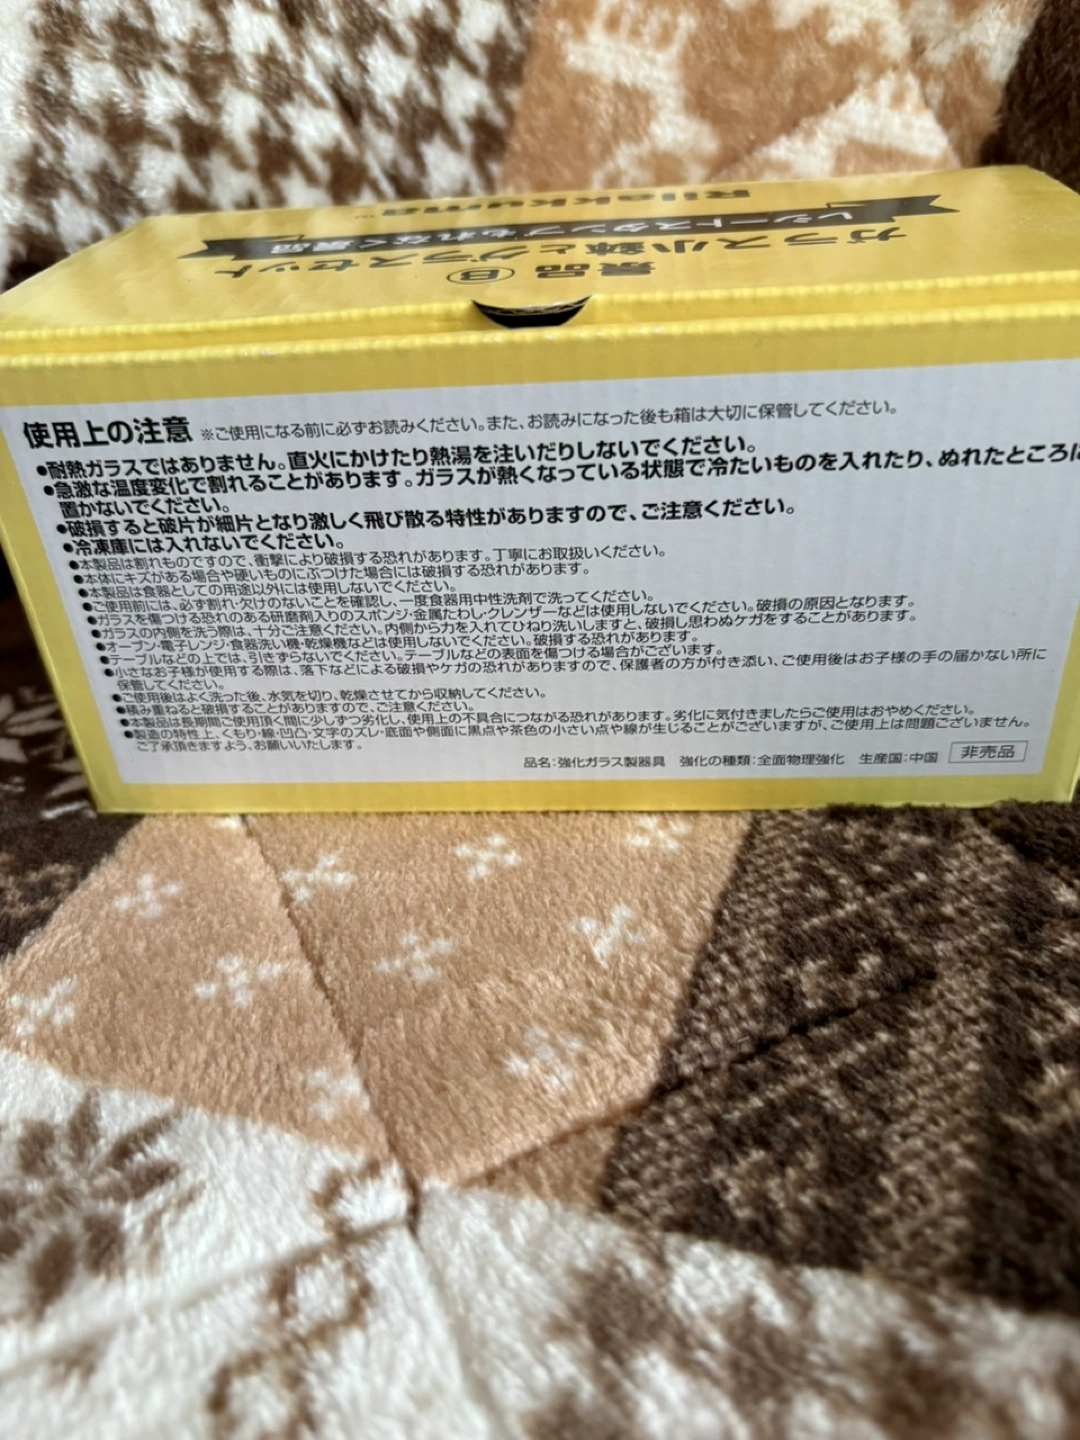 Rilakkuma™
レシートスタンプもれなく景品
ガラス小鉢とグラスセット
景品 B
使用上の注意 ※ご使用になる前に必ずお読みください。また、お読みになった後も箱は大切に保管してください。
●耐熱ガラスではありません。直火にかけたり熱湯を注いだりしないでください。
●急激な温度変化で割れることがあります。ガラスが熱くなっている状態で冷たいものを入れたり、ぬれたところに
置かないでください。
●破損すると破片が細片となり激しく飛び散る特性がありますので、ご注意ください。
●冷凍庫には入れないでください。
●本製品は割れものですので、衝撃により破損する恐れがあります。丁寧にお取扱いください。
●本体にキズがある場合や硬いものにぶつけた場合には破損する恐れがあります。
●本製品は食器としての用途以外には使用しないでください。
●ご使用前には、必ず割れ・欠けのないことを確認し、一度食器用中性洗剤で洗ってください。
●ガラスを傷つける恐れのある研磨剤入りのスポンジ・金属たわし・クレンザーなどは使用しないでください。破損の原因となります。
●ガラスの内側を洗う際は、十分ご注意ください。内側から力を入れてひねり洗いしますと、破損し思わぬケガをすることがあります。
●オーブン・電子レンジ・食器洗い機・乾燥機などは使用しないでください。破損する恐れがあります。
●テーブルなどの上では、引きずらないでください。テーブルなどの表面を傷つける場合がございます。
●小さなお子様が使用する際は、落下などによる破損やケガの恐れがありますので、保護者の方が付き添い、ご使用後はお子様の手の届かない所に
保管してください。
●ご使用後はよく洗った後、水気を切り、乾燥させてから収納してください。
●積み重ねると破損することがありますので、ご注意ください。
●本製品は長期間ご使用頂く間に少しずつ劣化し、使用上の不具合につながる恐れがあります。劣化に気付きましたらご使用はおやめください。
●製造の特性上、くもり・線・凹凸・文字のズレ・底面や側面に黒点や茶色の小さい点や線が生じることがございますが、ご使用上は問題ございません。
ご了承頂きますよう、お願いいたします。
品名:強化ガラス製器具 強化の種類:全面物理強化 生産国:中国 非売品